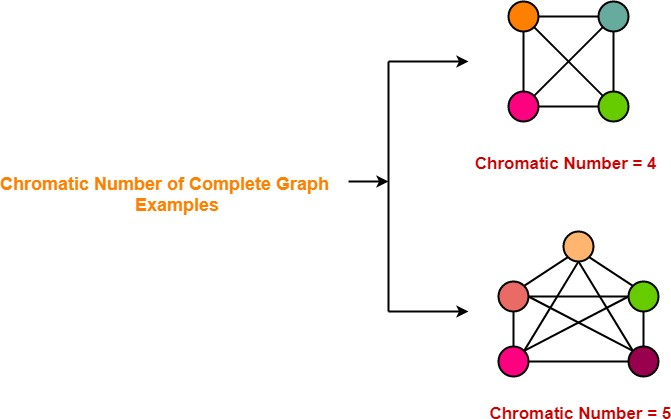 Chromatic Number of Complete Graph
Examples
Chromatic Number = 4
Chromatic Number = 5